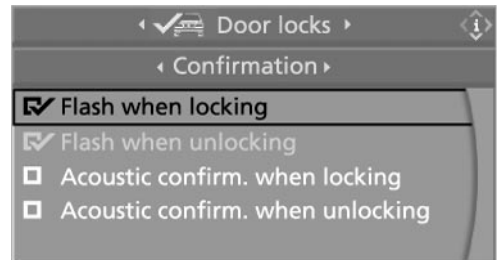 Door locks
Confirmation
Flash when locking
Flash when unlocking
Acoustic confirm. when locking
Acoustic confirm. when unlocking